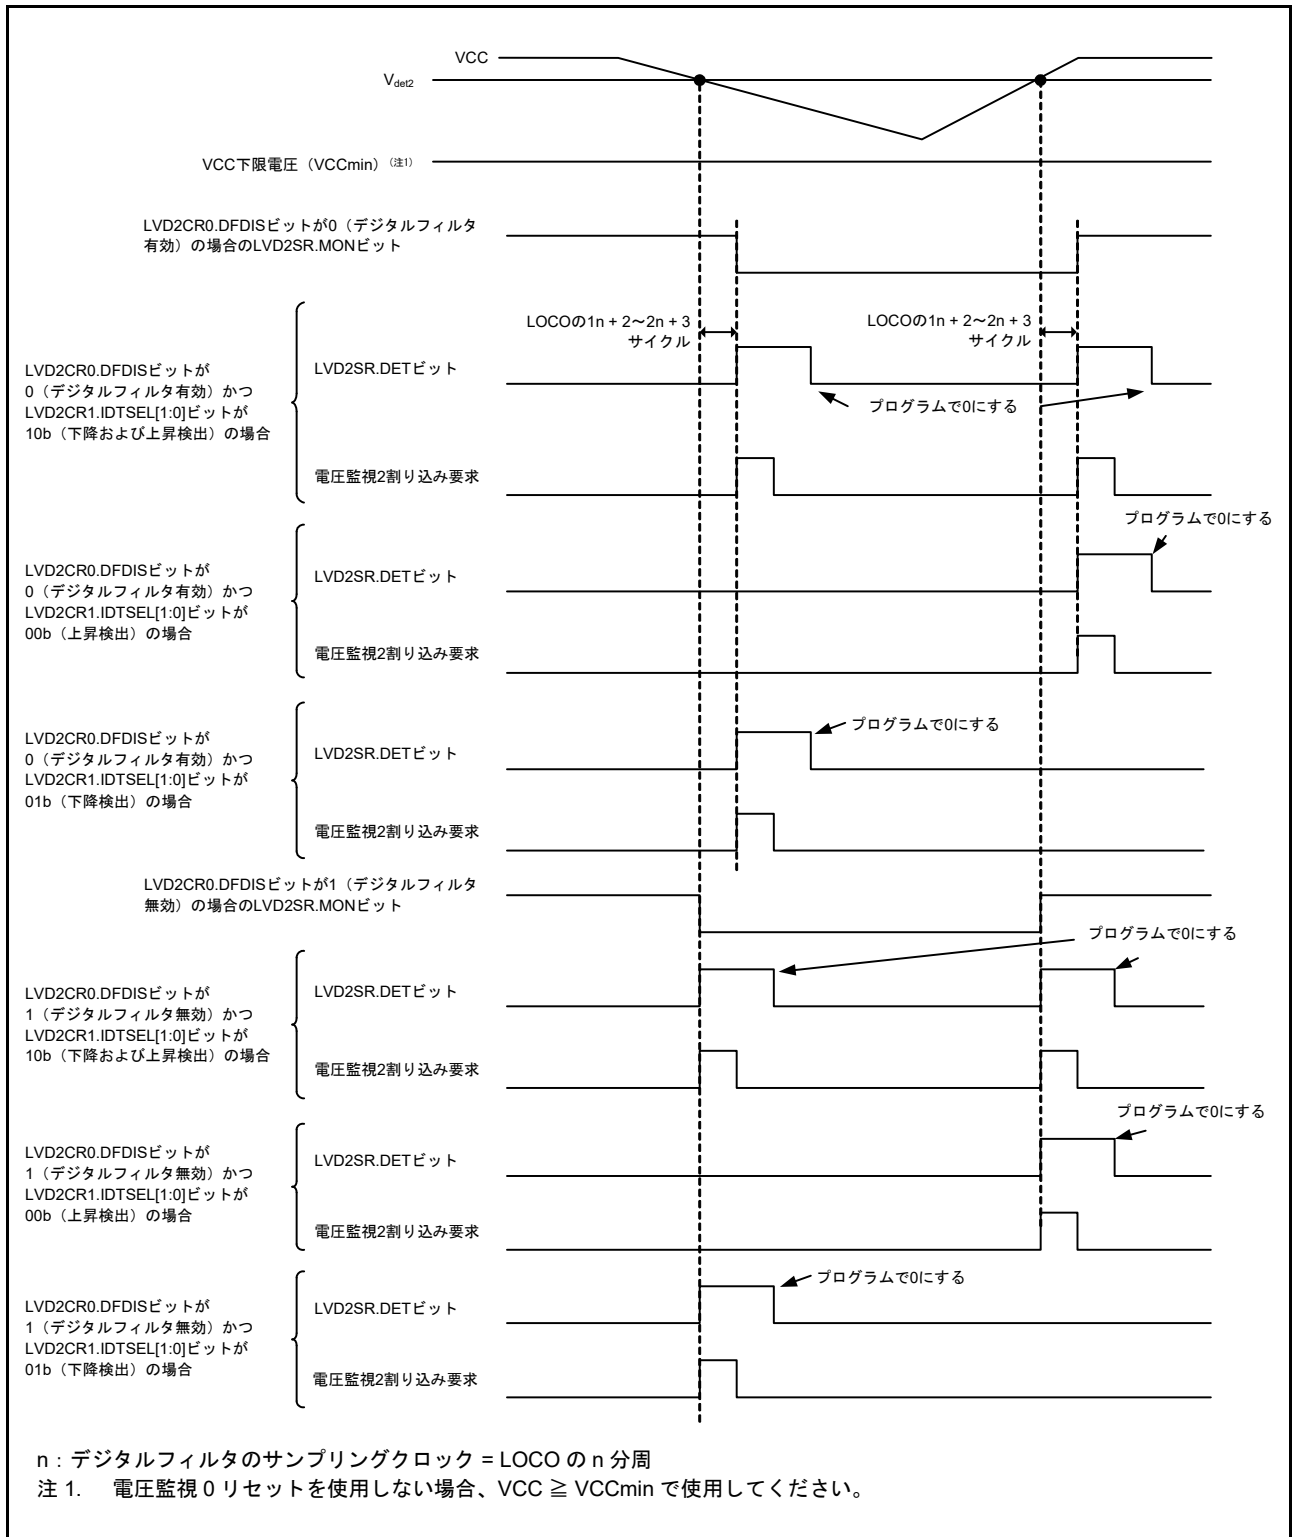 VCC
Vdet2
VCC下限電圧（VCCmin）（注1）
LVD2CR0.DFDISビットが0（デジタルフィルタ
有効）の場合のLVD2SR.MONビット
LOCOの1n + 2～2n + 3
サイクル
LOCOの1n + 2～2n + 3
サイクル
LVD2CR0.DFDISビットが
0（デジタルフィルタ有効）かつ
LVD2CR1.IDTSEL[1:0]ビットが
10b（下降および上昇検出）の場合
LVD2SR.DETビット
プログラムで0にする
電圧監視2割り込み要求
プログラムで0にする
LVD2CR0.DFDISビットが
0（デジタルフィルタ有効）かつ
LVD2CR1.IDTSEL[1:0]ビットが
00b（上昇検出）の場合
LVD2SR.DETビット
電圧監視2割り込み要求
LVD2CR0.DFDISビットが
0（デジタルフィルタ有効）かつ
LVD2CR1.IDTSEL[1:0]ビットが
01b（下降検出）の場合
LVD2SR.DETビット
プログラムで0にする
電圧監視2割り込み要求
LVD2CR0.DFDISビットが1（デジタルフィルタ
無効）の場合のLVD2SR.MONビット
プログラムで0にする
LVD2CR0.DFDISビットが
1（デジタルフィルタ無効）かつ
LVD2CR1.IDTSEL[1:0]ビットが
10b（下降および上昇検出）の場合
LVD2SR.DETビット
電圧監視2割り込み要求
プログラムで0にする
LVD2CR0.DFDISビットが
1（デジタルフィルタ無効）かつ
LVD2CR1.IDTSEL[1:0]ビットが
00b（上昇検出）の場合
LVD2SR.DETビット
電圧監視2割り込み要求
プログラムで0にする
LVD2CR0.DFDISビットが
1（デジタルフィルタ無効）かつ
LVD2CR1.IDTSEL[1:0]ビットが
01b（下降検出）の場合
LVD2SR.DETビット
電圧監視2割り込み要求
n：デジタルフィルタのサンプリングクロック = LOCO の n 分周
注 1. 電圧監視 0 リセットを使用しない場合、VCC ≧ VCCmin で使用してください。